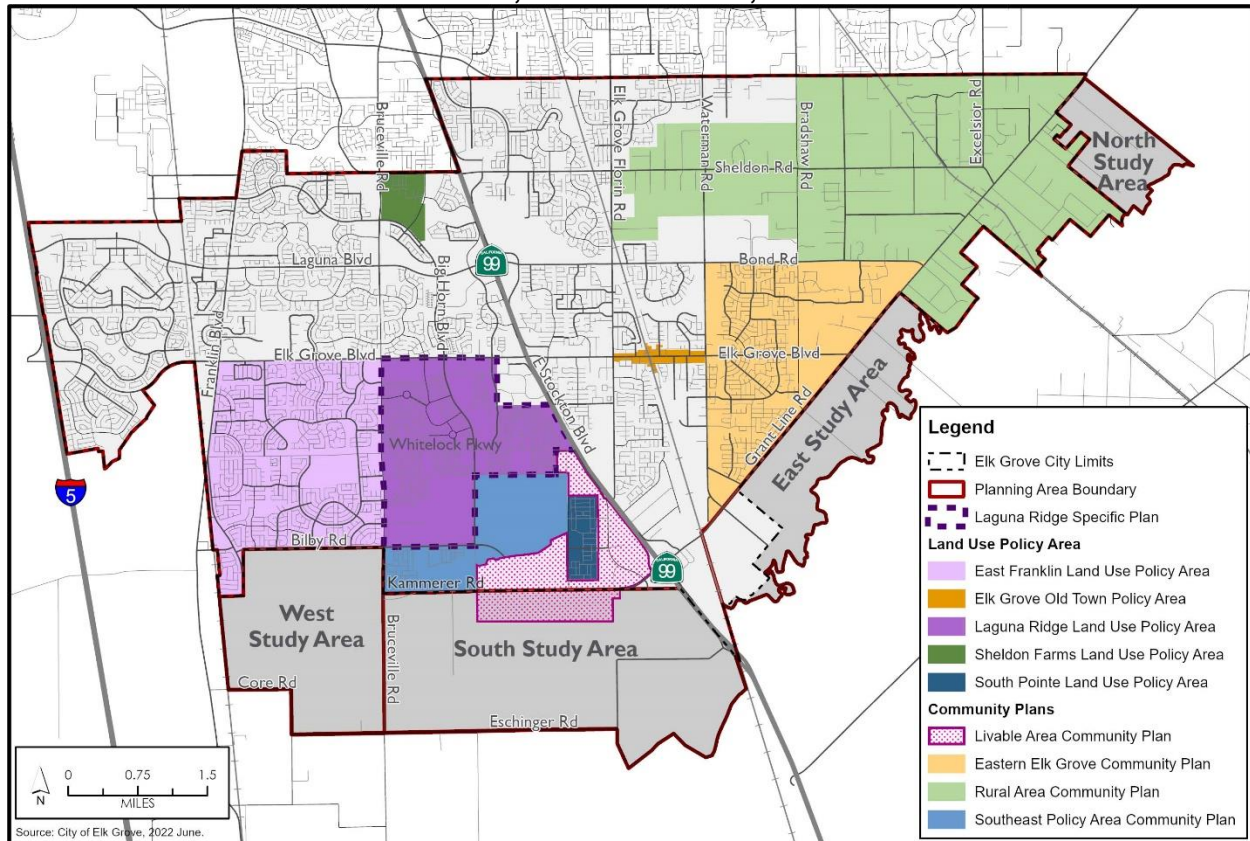 Bruceville Rd
Elk Grove Florin Rd
Waterman Rd
Bradshaw Rd
Excelsior Rd
North
Study
Area
Sheldon Rd
Laguna Blvd
Big Horn Blvd
CALIFORNIA
99
Bond Rd
Franklin Blvd
Elk Grove Blvd
E Stockton Blvd
Elk Grove Blvd
Grant Line Rd
East Study Area
Whitelock Pkwy
5
Bilby Rd
Kammerer Rd
CALIFORNIA
99
West
Study Area
Bruceville Rd
South Study Area
Core Rd
Eschinger Rd
Legend
Elk Grove City Limits
Planning Area Boundary
Laguna Ridge Specific Plan
Land Use Policy Area
East Franklin Land Use Policy Area
Elk Grove Old Town Policy Area
Laguna Ridge Land Use Policy Area
Sheldon Farms Land Use Policy Area
South Pointe Land Use Policy Area
Community Plans
Livable Area Community Plan
Eastern Elk Grove Community Plan
Rural Area Community Plan
Southeast Policy Area Community Plan
N
0 0.75 1.5
MILES
Source: City of Elk Grove, 2022 June.